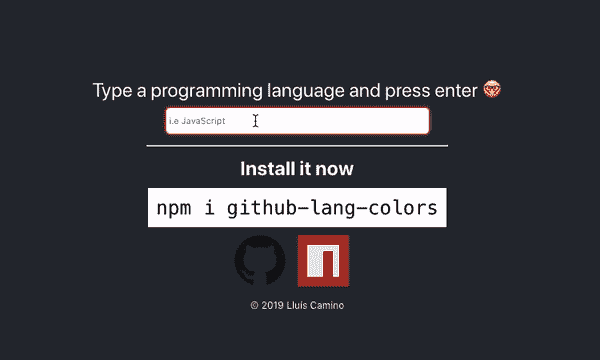 Type a programming language and press enter 🤯
i.e JavaScript
Install it now
npm i github-lang-colors
© 2019 Lluís Camino